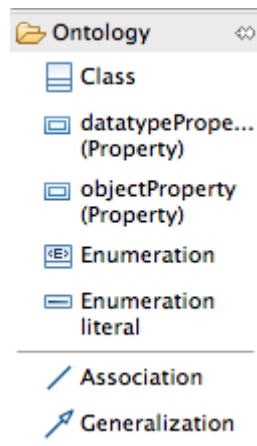 Ontology
Class
datatypePrope...
(Property)
objectProperty
(Property)
<E> Enumeration
Enumeration
literal
Association
Generalization